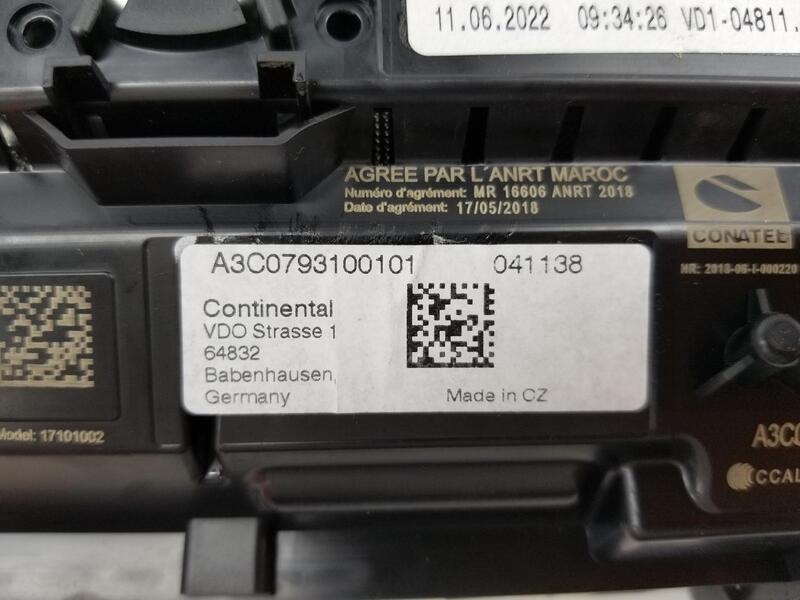 11.06.2022 09:34:26 VD1-04811.
AGREE PAR L'ANRT MAROC
Numéro d'agrément: MR 16606 ANRT 2018
Date d'agrément: 17/05/2018
CONATEL
NR: 2018-06-I-000220
A3C0793100101 041138
Continental
VDO Strasse 1
64832
Babenhausen,
Germany
Made in CZ
Model: 17101002
A3C0
CCAL